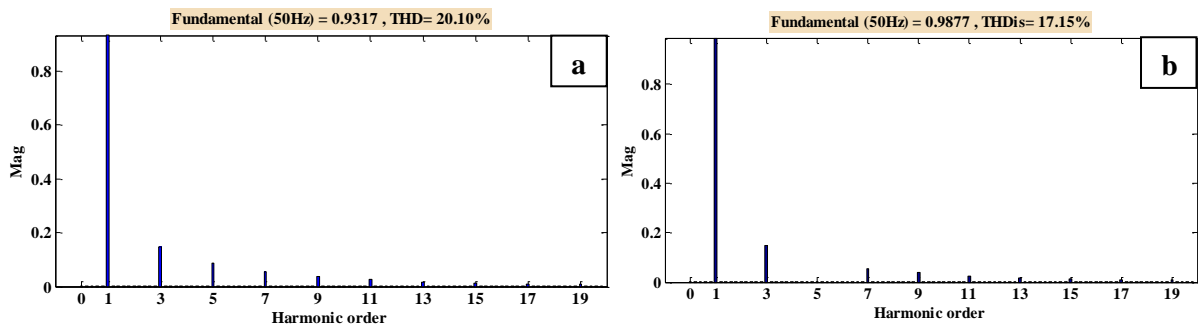 Fundamental (50Hz) = 0.9317 , THD= 20.10%
a
0.8
0.6
0.4
0.2
0
Mag
0 1 3 5 7 9 11 13 15 17 19
Harmonic order
Fundamental (50Hz) = 0.9877 , THDis= 17.15%
b
0.8
0.6
0.4
0.2
0
Mag
0 1 3 5 7 9 11 13 15 17 19
Harmonic order